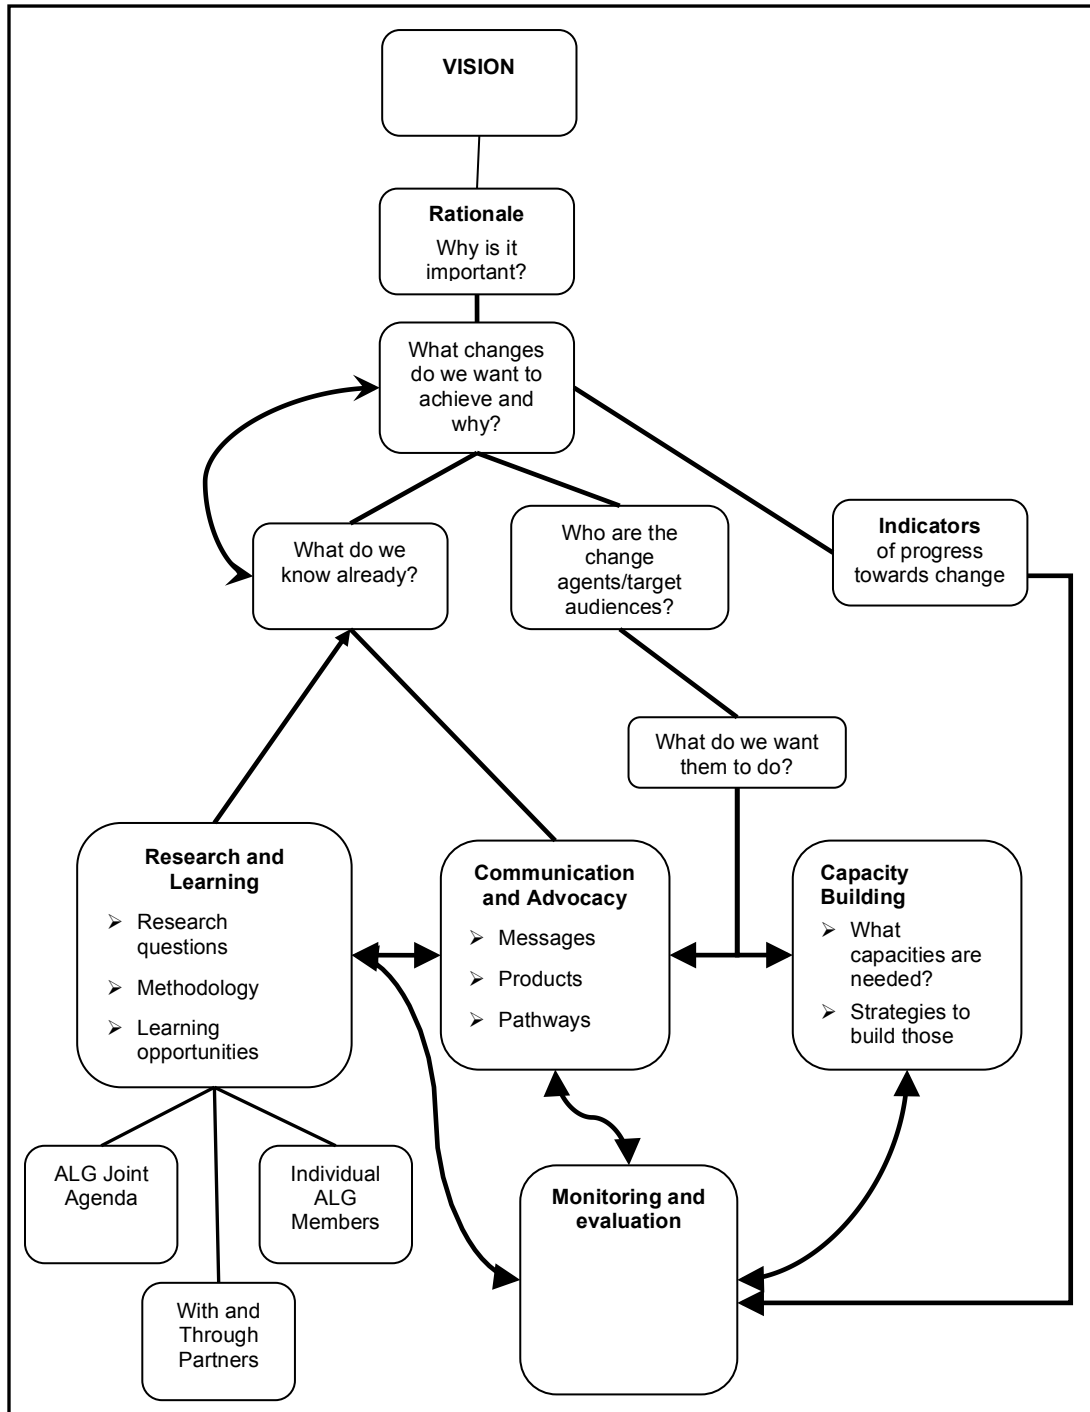 VISION
Rationale
Why is it
important?
What changes
do we want to
achieve and
why?
What do we
know already?
Who are the
change
agents/target
audiences?
Indicators
of progress
towards change
What do we want
them to do?
Research and
Learning
➢ Research
questions
➢ Methodology
➢ Learning
opportunities
Communication
and Advocacy
➢ Messages
➢ Products
➢ Pathways
Capacity
Building
➢ What
capacities are
needed?
➢ Strategies to
build those
ALG Joint
Agenda
Individual
ALG
Members
With and
Through
Partners
Monitoring and
evaluation